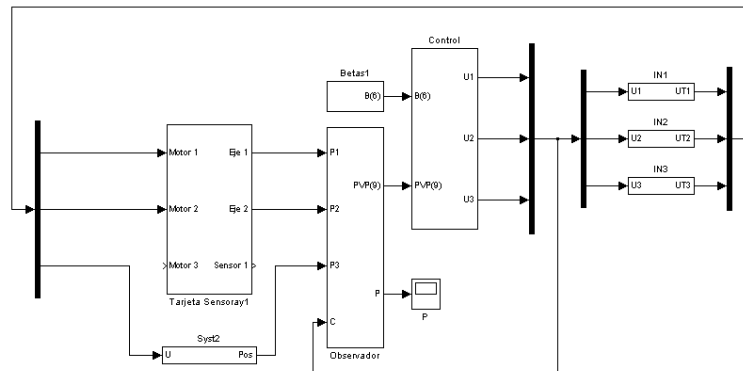 Control
Betas1
B(6)
B(6)
U1
U2
U3
PVP(9)
IN1
U1 UT1
IN2
U2 UT2
IN3
U3 UT3
Motor 1 Eje 1
Motor 2 Eje 2
Motor 3 Sensor 1
Tarjeta Sensoray1
P1
P2
P3
C
PVP(9)
P
Observador
P
Syst2
U Pos